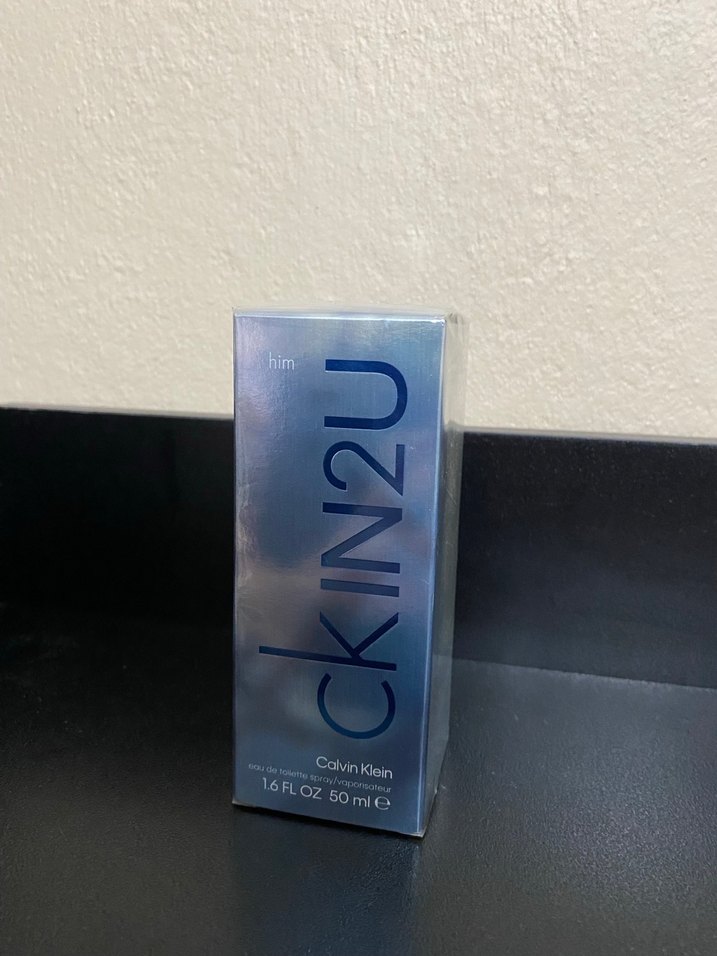 him
ckIN2U
Calvin Klein
eau de toilette spray/vaporisateur
1.6 FL OZ 50 ml ℮